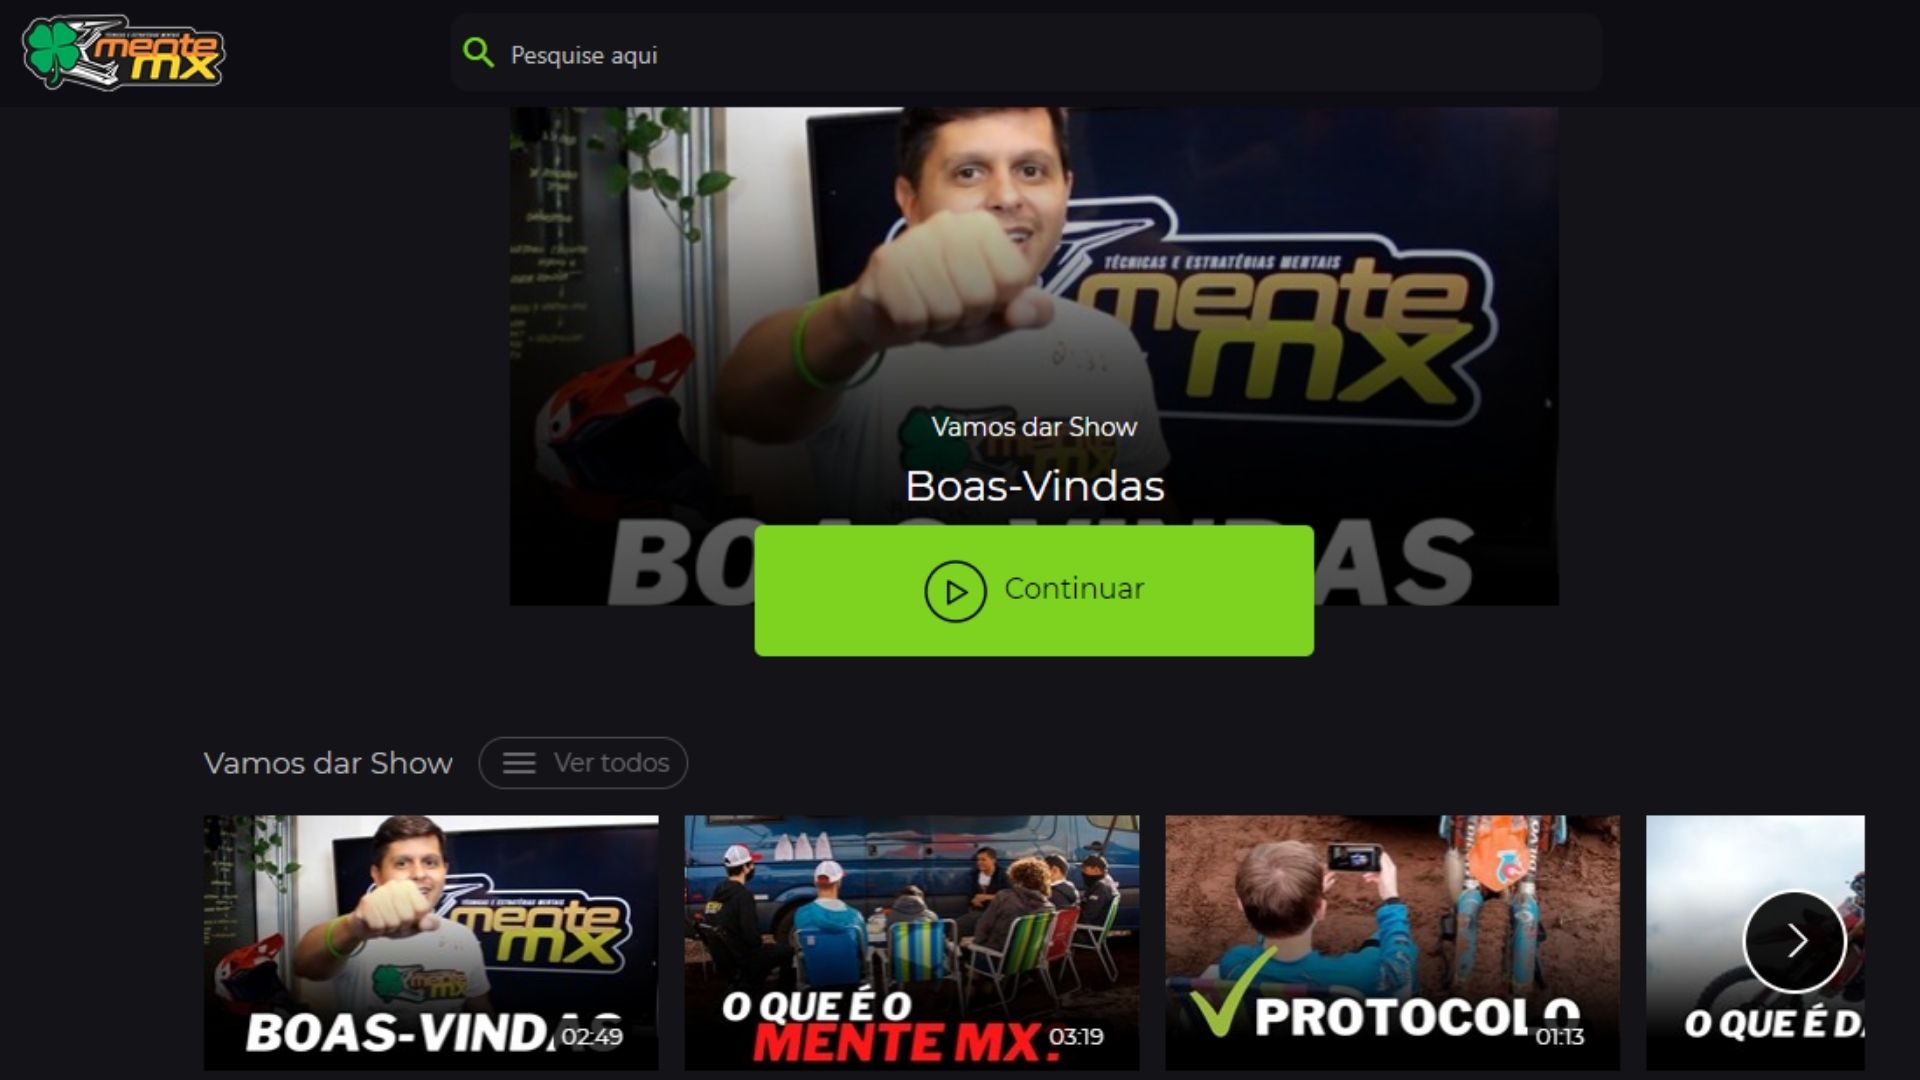 mente
mx
Pesquise aqui
TÉCNICAS E ESTRATÉGIAS MENTAIS
mente
mx
Vamos dar Show
Boas-Vindas
Continuar
Vamos dar Show
Ver todos
mente
mx
BOAS-VINDAS
02:49
O QUE É O
MENTE MX
03:19
PROTOCOLO
01:13
O QUE É D